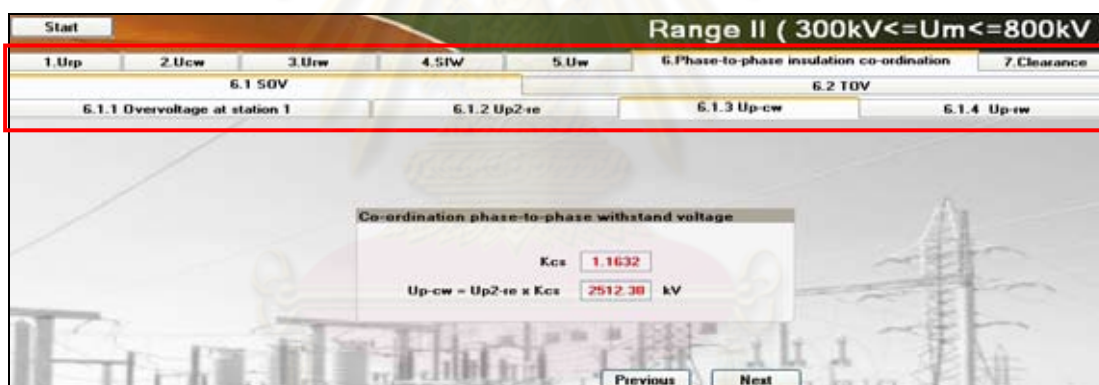 Start
Range II ( 300kV<=Um<=800kV
1.Urp 2.Ucw 3.Urw 4.SIW 5.Uw 6.Phase-to-phase insulation co-ordination 7.Clearance
6.1 SOV 6.2 TOV
6.1.1 Overvoltage at station 1 6.1.2 Up2-re 6.1.3 Up-cw 6.1.4 Up-rw
Co-ordination phase-to-phase withstand voltage
Kcs 1.1632
Up-cw = Up2-re x Kcs 2512.38 kV
Previous Next